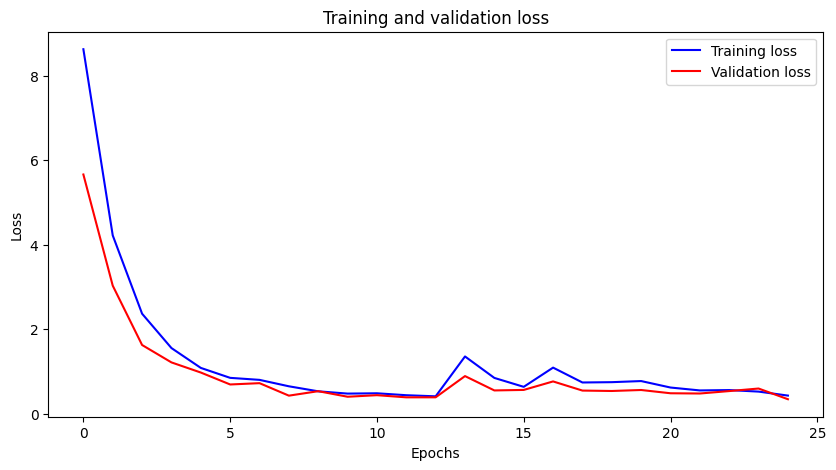 Training and validation loss
Training loss
Validation loss
8
6
4
2
0
Loss
0 5 10 15 20 25
Epochs